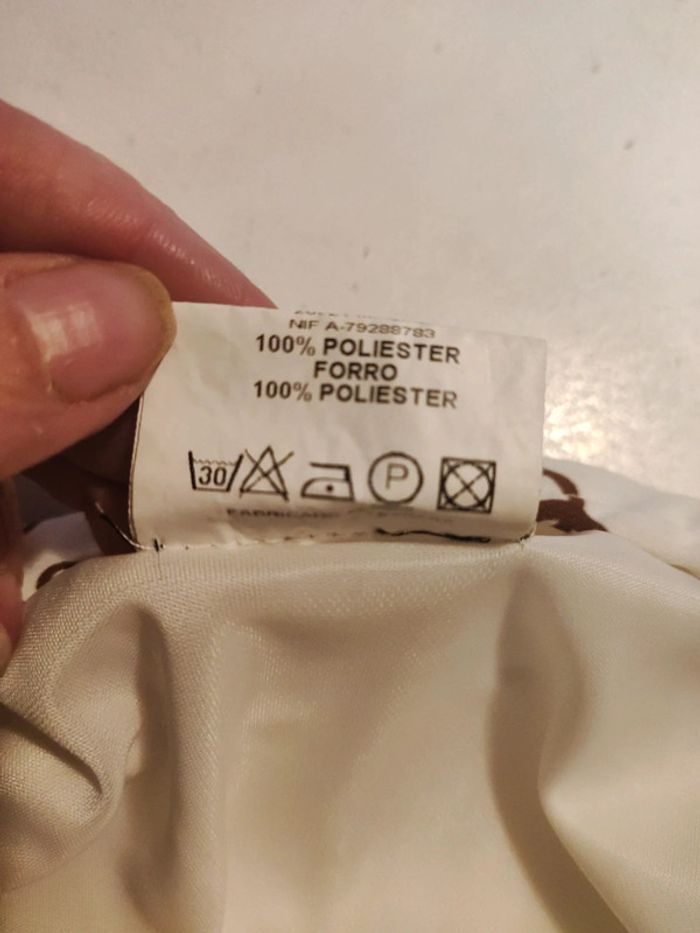 NIF A-79288783
100% POLIESTER
FORRO
100% POLIESTER
30
P